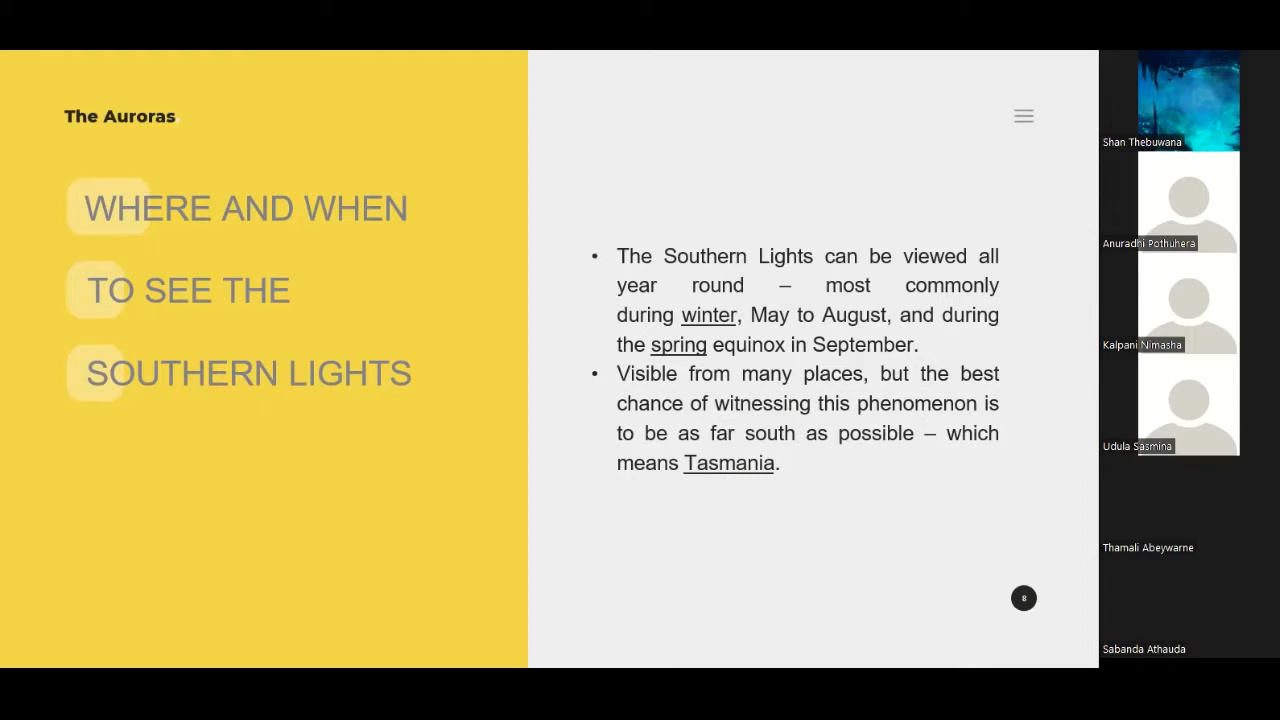 The Auroras
WHERE AND WHEN
TO SEE THE
SOUTHERN LIGHTS
• The Southern Lights can be viewed all
year round – most commonly
during winter, May to August, and during
the spring equinox in September.
• Visible from many places, but the best
chance of witnessing this phenomenon is
to be as far south as possible – which
means Tasmania.
8
Shan Thebuwana
Anuradhi Pothuhera
Kalpani Nimasha
Udula Sasmina
Thamali Abeywarne
Sabanda Athauda